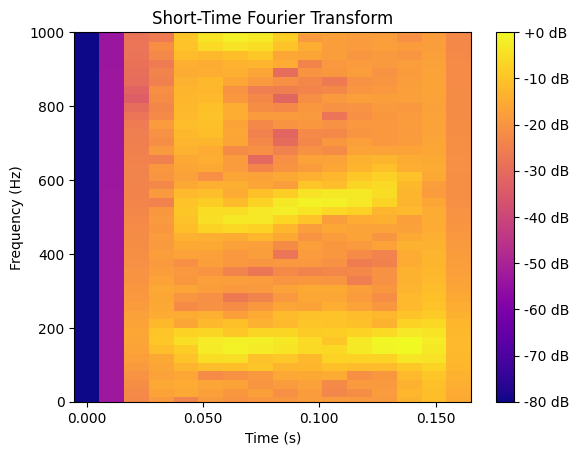 Short-Time Fourier Transform
Frequency (Hz)
1000
800
600
400
200
0
0.000
0.050
0.100
0.150
Time (s)
+0 dB
-10 dB
-20 dB
-30 dB
-40 dB
-50 dB
-60 dB
-70 dB
-80 dB